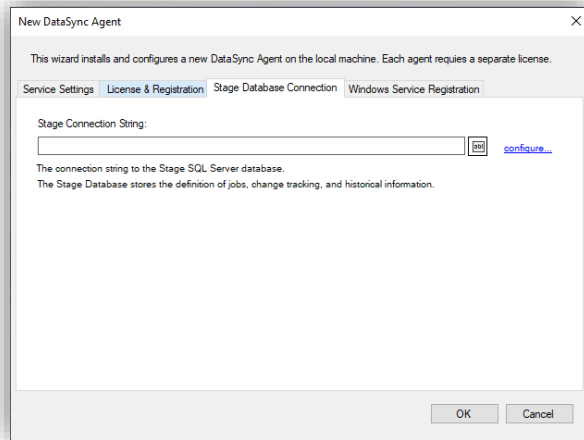 New DataSync Agent
This wizard installs and configures a new DataSync Agent on the local machine. Each agent requies a separate license.
Service Settings License & Registration Stage Database Connection Windows Service Registration
Stage Connection String:
abl configure...
The connection string to the Stage SQL Server database.
The Stage Database stores the definition of jobs, change tracking, and historical information.
OK Cancel